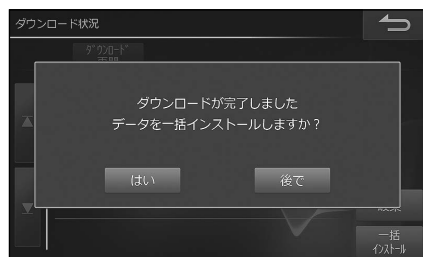 ダウンロード状況
ダウンロード
再開
ダウンロードが完了しました
データを一括インストールしますか？
はい
後で
一括
インストール